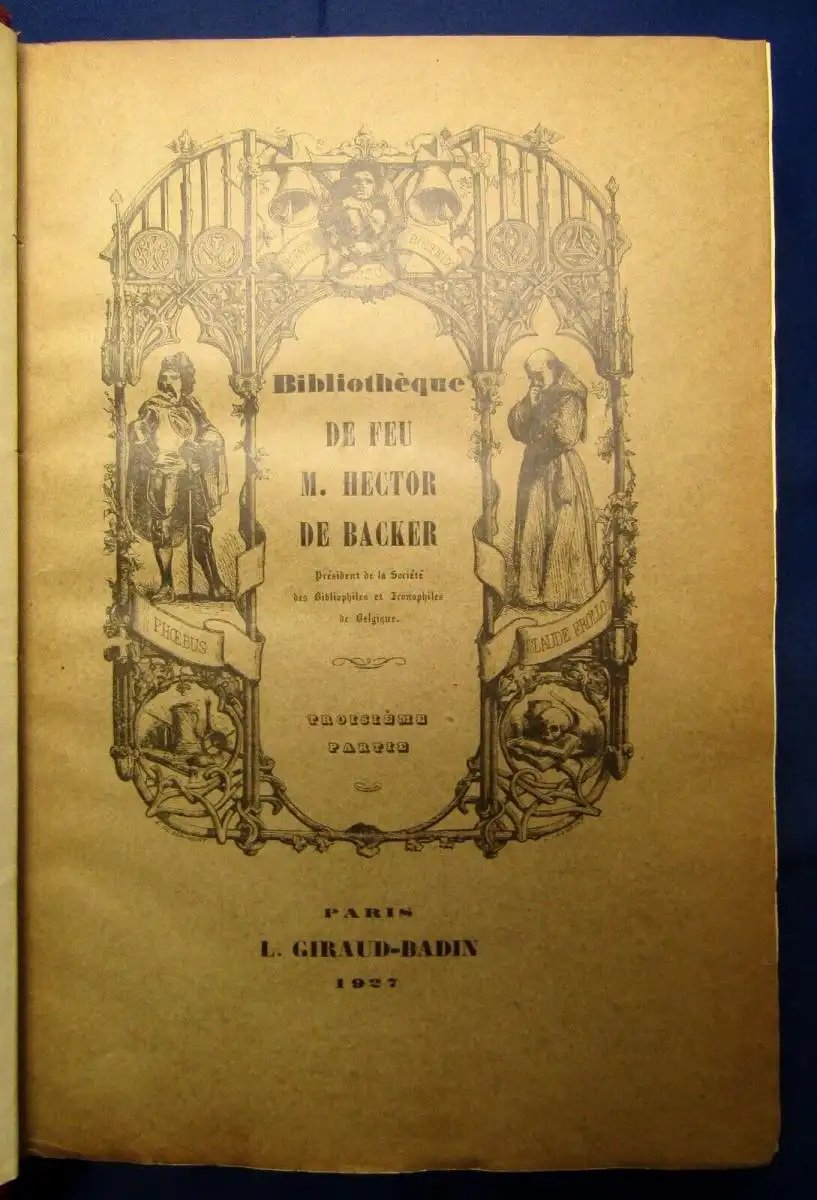 Bibliothèque
DE FEU
M. HECTOR
DE BACKER
Président de la Société
des Bibliophiles et Iconophiles
de Belgique.
PHŒBUS
CLAUDE FROLLO
TROISIÈME
PARTIE
PARIS
L. GIRAUD-BADIN
1927